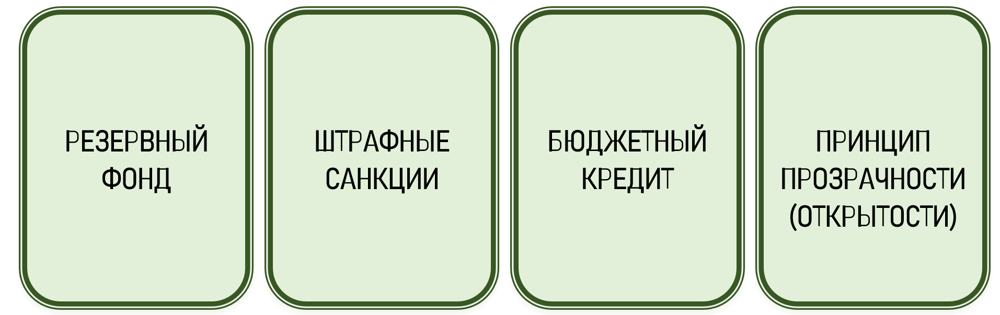 РЕЗЕРВНЫЙ
ФОНД
ШТРАФНЫЕ
САНКЦИИ
БЮДЖЕТНЫЙ
КРЕДИТ
ПРИНЦИП
ПРОЗРАЧНОСТИ
(ОТКРЫТОСТИ)